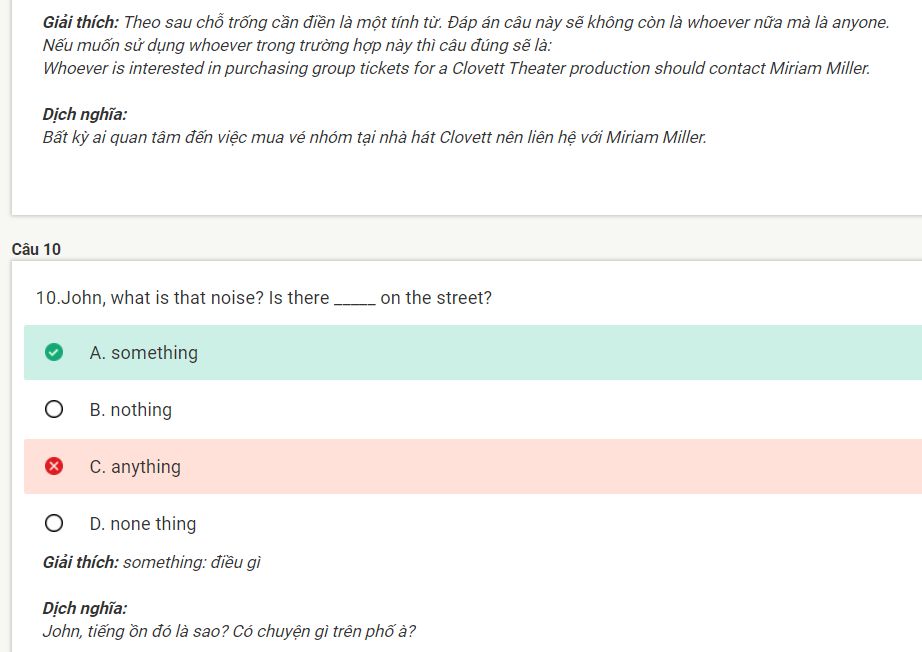 Giải thích: Theo sau chỗ trống cần điền là một tính từ. Đáp án câu này sẽ không còn là whoever nữa mà là anyone.
Nếu muốn sử dụng whoever trong trường hợp này thì câu đúng sẽ là:
Whoever is interested in purchasing group tickets for a Clovett Theater production should contact Miriam Miller.
Dịch nghĩa:
Bất kỳ ai quan tâm đến việc mua vé nhóm tại nhà hát Clovett nên liên hệ với Miriam Miller.
Câu 10
10.John, what is that noise? Is there _____ on the street?
A. something
B. nothing
C. anything
D. none thing
Giải thích: something: điều gì
Dịch nghĩa:
John, tiếng ồn đó là sao? Có chuyện gì trên phố à?